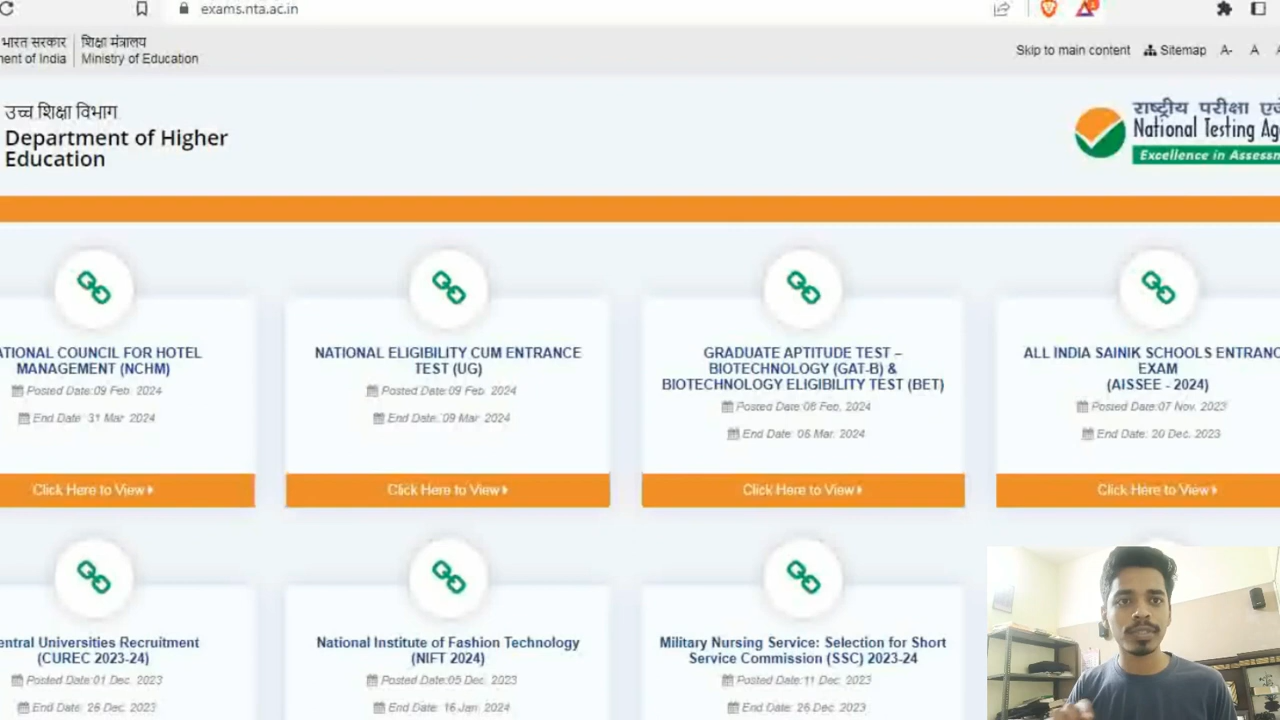 exams.nta.ac.in
भारत सरकार
शिक्षा मंत्रालय
ment of India
Ministry of Education
Skip to main content
Sitemap
A-
A
उच्च शिक्षा विभाग
Department of Higher
Education
राष्ट्रीय परीक्षा
National Testing
Excellence in
ATIONAL COUNCIL FOR HOTEL
MANAGEMENT (NCHM)
Posted Date:09 Feb. 2024
End Date: 31 Mar. 2024
Click Here to View
NATIONAL ELIGIBILITY CUM ENTRANCE
TEST (UG)
Posted Date:09 Feb. 2024
End Date: 09 Mar. 2024
Click Here to View
GRADUATE APTITUDE TEST –
BIOTECHNOLOGY (GAT-B) &
BIOTECHNOLOGY ELIGIBILITY TEST (BET)
Posted Date:08 Feb, 2024
End Date: 06 Mar. 2024
Click Here to View
ALL INDIA SAINIK SCHOOLS ENTRANC
EXAM
(AISSEE - 2024)
Posted Date:07 Nov. 2023
End Date: 20 Dec. 2023
Click Here to View
entral Universities Recruitment
(CUREC 2023-24)
Posted Date:01 Dec. 2023
End Date: 26 Dec. 2023
National Institute of Fashion Technology
(NIFT 2024)
Posted Date:05 Dec. 2023
End Date: 16 Jan. 2024
Military Nursing Service: Selection for Short
Service Commission (SSC) 2023-24
Posted Date:11 Dec. 2023
End Date: 26 Dec. 2023